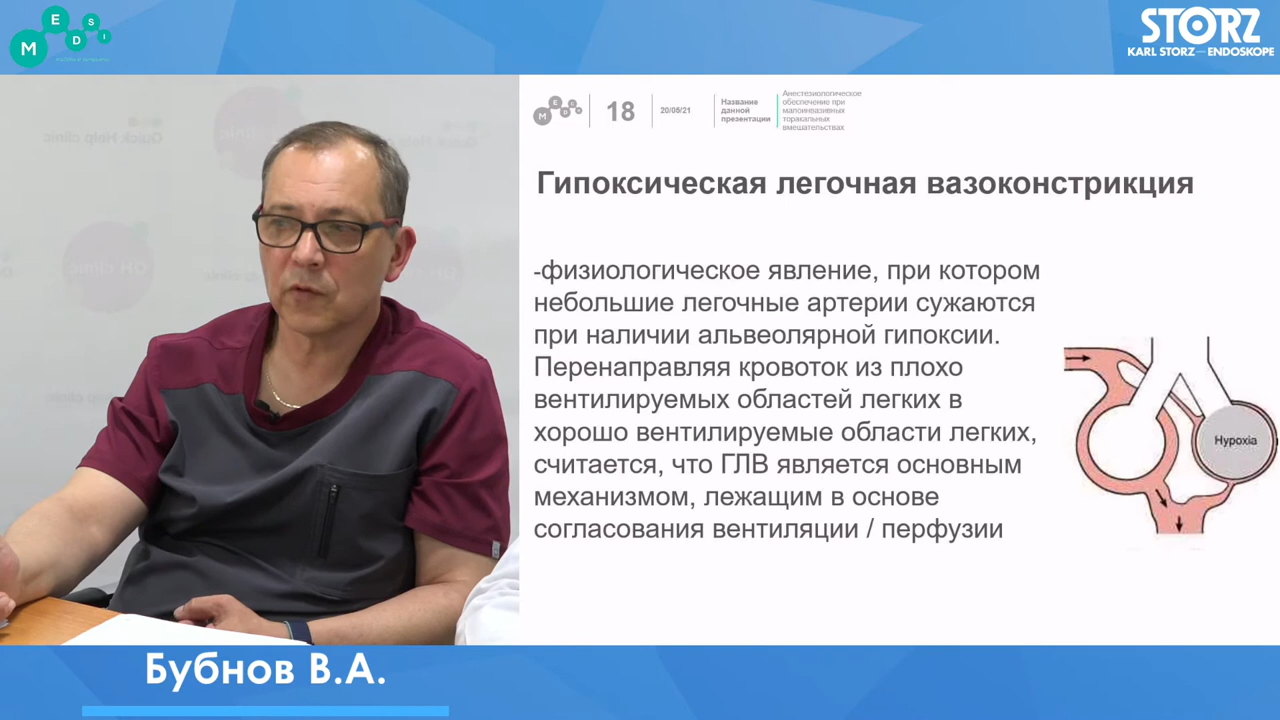 MEDSI
STORZ
KARL STORZ—ENDOSKOPE
MEDSI
18
20/05/21
Название
данной
презентации
Анестезиологическое
обеспечение при
малоинвазивных
торакальных
вмешательствах
Гипоксическая легочная вазоконстрикция
-физиологическое явление, при котором
небольшие легочные артерии сужаются
при наличии альвеолярной гипоксии.
Перенаправляя кровоток из плохо
вентилируемых областей легких в
хорошо вентилируемые области легких,
считается, что ГЛВ является основным
механизмом, лежащим в основе
согласования вентиляции / перфузии
Hypoxia
Бубнов В.А.